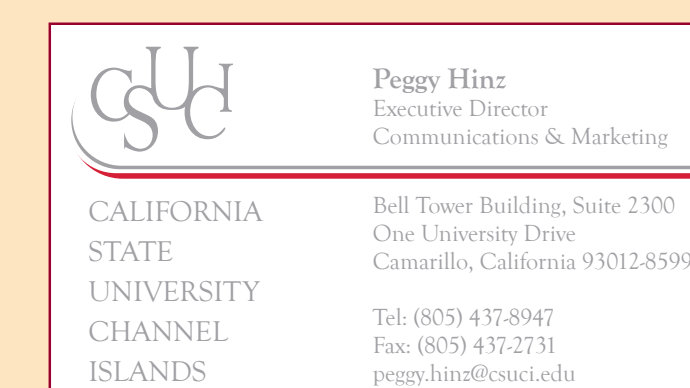 CSUCI
Peggy Hinz
Executive Director
Communications & Marketing
CALIFORNIA
STATE
UNIVERSITY
CHANNEL
ISLANDS
Bell Tower Building, Suite 2300
One University Drive
Camarillo, California 93012-8599
Tel: (805) 437-8947
Fax: (805) 437-2731
peggy.hinz@csuci.edu